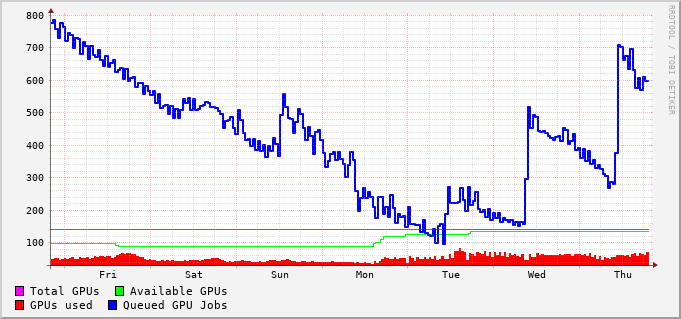 800
700
600
500
400
300
200
100
Fri Sat Sun Mon Tue Wed Thu
Total GPUs Available GPUs
GPUs used Queued GPU Jobs
RRDTOOL / TOBI OETIKER